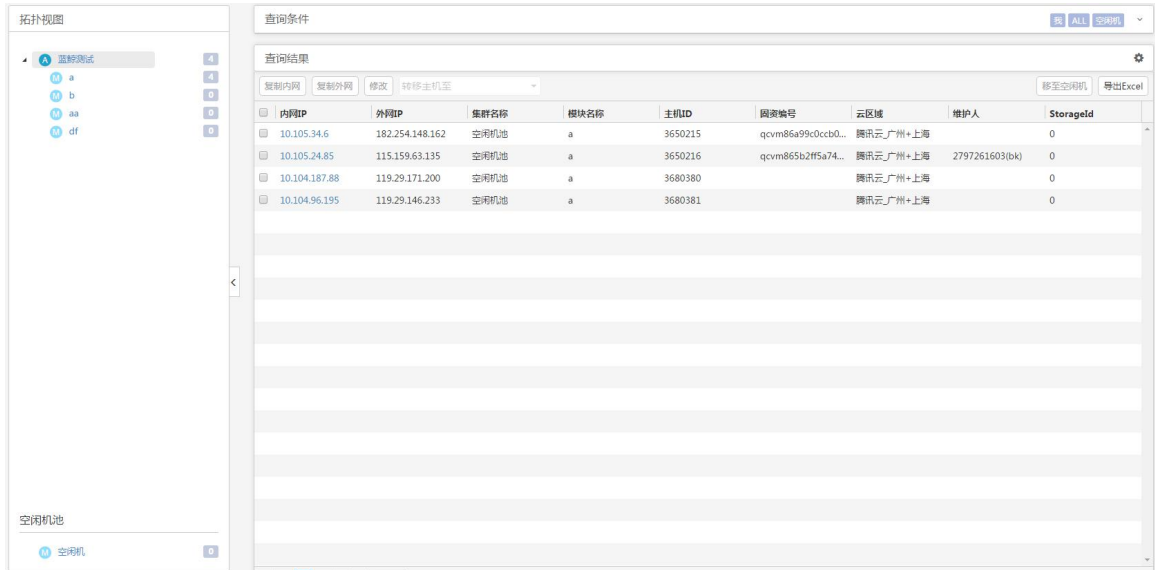 拓扑视图
蓝鲸测试 4
a 4
b 0
aa 0
df 0
空闲机池
空闲机 0
查询条件 我 ALL 空闲机
查询结果
复制内网 复制外网 修改 转移主机至 移至空闲机 导出Excel
内网IP 外网IP 集群名称 模块名称 主机ID 固资编号 云区域 维护人 StorageId
10.105.34.6 182.254.148.162 空闲机池 a 3650215 qcvm86a99c0ccb0... 腾讯云_广州+上海 0
10.105.24.85 115.159.63.135 空闲机池 a 3650216 qcvm865b2ff5a74... 腾讯云_广州+上海 2797261603(bk) 0
10.104.187.88 119.29.171.200 空闲机池 a 3680380 腾讯云_广州+上海 0
10.104.96.195 119.29.146.233 空闲机池 a 3680381 腾讯云_广州+上海 0